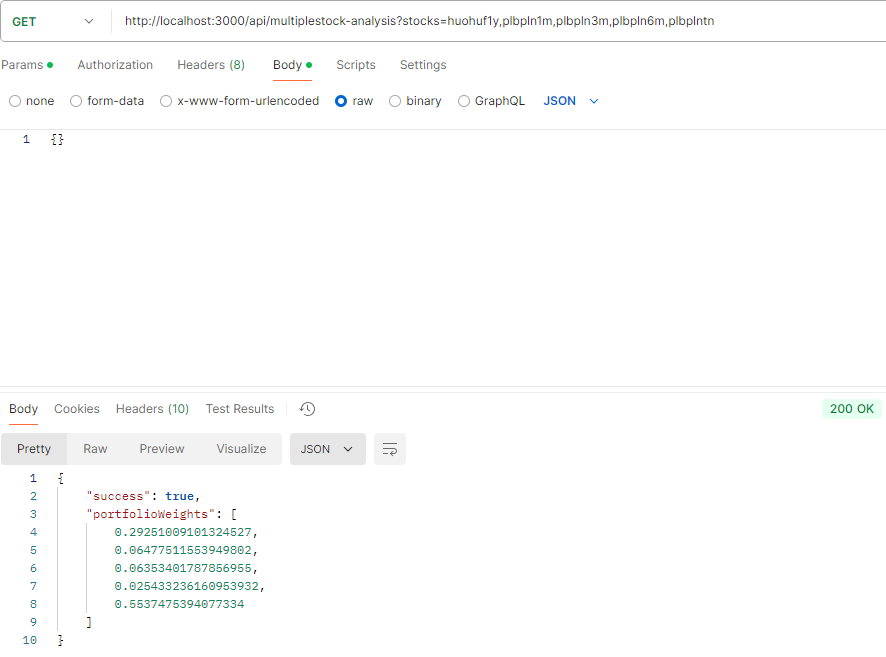 GET http://localhost:3000/api/multiplestock-analysis?stocks=huohuf1y,plbpln1m,plbpln3m,plbpln6m,plbplntn
Params Authorization Headers (8) Body Scripts Settings
none form-data x-www-form-urlencoded raw binary GraphQL JSON
1 {}
Body Cookies Headers (10) Test Results 200 OK
Pretty Raw Preview Visualize JSON
1 {
2 "success": true,
3 "portfolioWeights": [
4 0.29251009101324527,
5 0.06477511553949802,
6 0.06353401787856955,
7 0.025433236160953932,
8 0.5537475394077334
9 ]
10 }